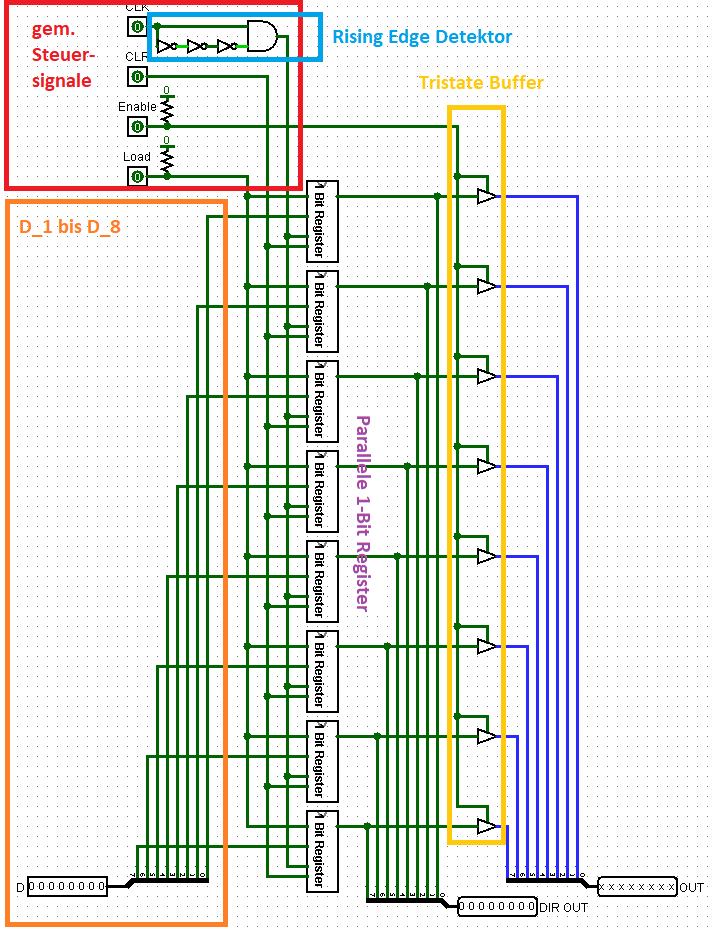 CLK
gem.
Steuer-
signale
0
Rising Edge Detektor
CLR
0
Tristate Buffer
0
Enable
0
0
Load
0
D_1 bis D_8
1 Bit Register
1 Bit Register
1 Bit Register
1 Bit Register
1 Bit Register
1 Bit Register
1 Bit Register
1 Bit Register
Parallele 1-Bit Register
D 00000000
7 6 5 4 3 2 1 0
7 6 5 4 3 2 1 0
xxxxxxxx OUT
7 6 5 4 3 2 1 0
00000000 DIR OUT